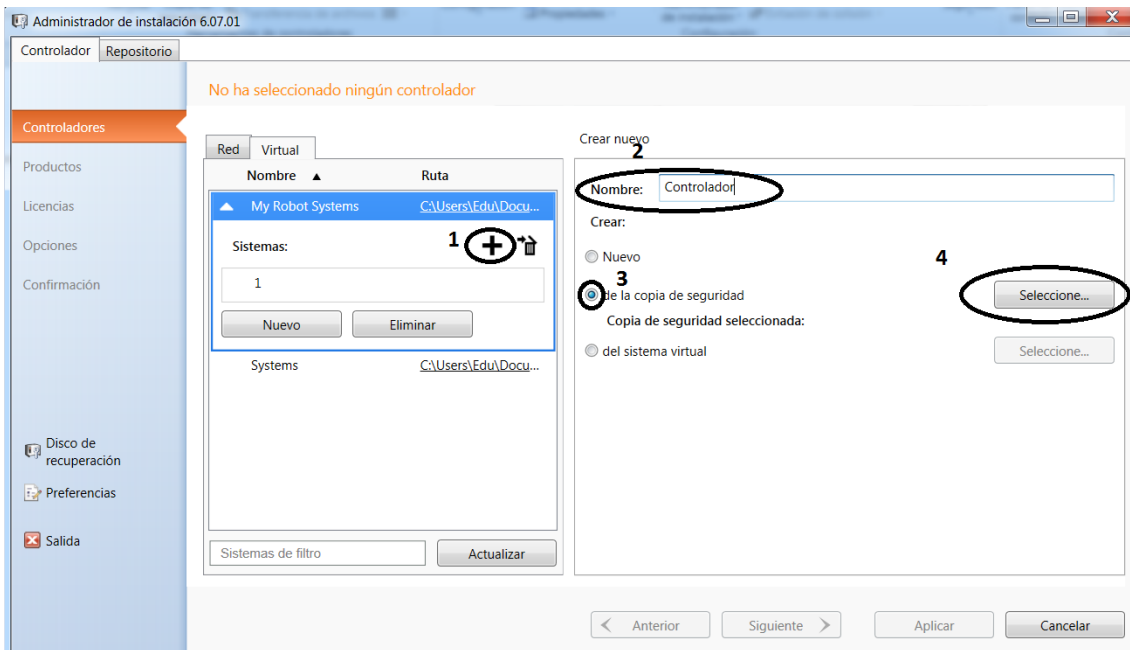 Administrador de instalación 6.07.01
Controlador Repositorio
No ha seleccionado ningún controlador
Controladores
Productos
Licencias
Opciones
Confirmación
Disco de
recuperación
Preferencias
Salida
Red Virtual
Nombre ▲ Ruta
My Robot Systems C:\Users\Edu\Docu...
Sistemas: 1
1
Nuevo Eliminar
Systems C:\Users\Edu\Docu...
Sistemas de filtro Actualizar
Crear nuevo
2
Nombre: Controlador
Crear:
Nuevo
3 4
de la copia de seguridad Seleccione...
Copia de seguridad seleccionada:
del sistema virtual Seleccione...
Anterior Siguiente Aplicar Cancelar